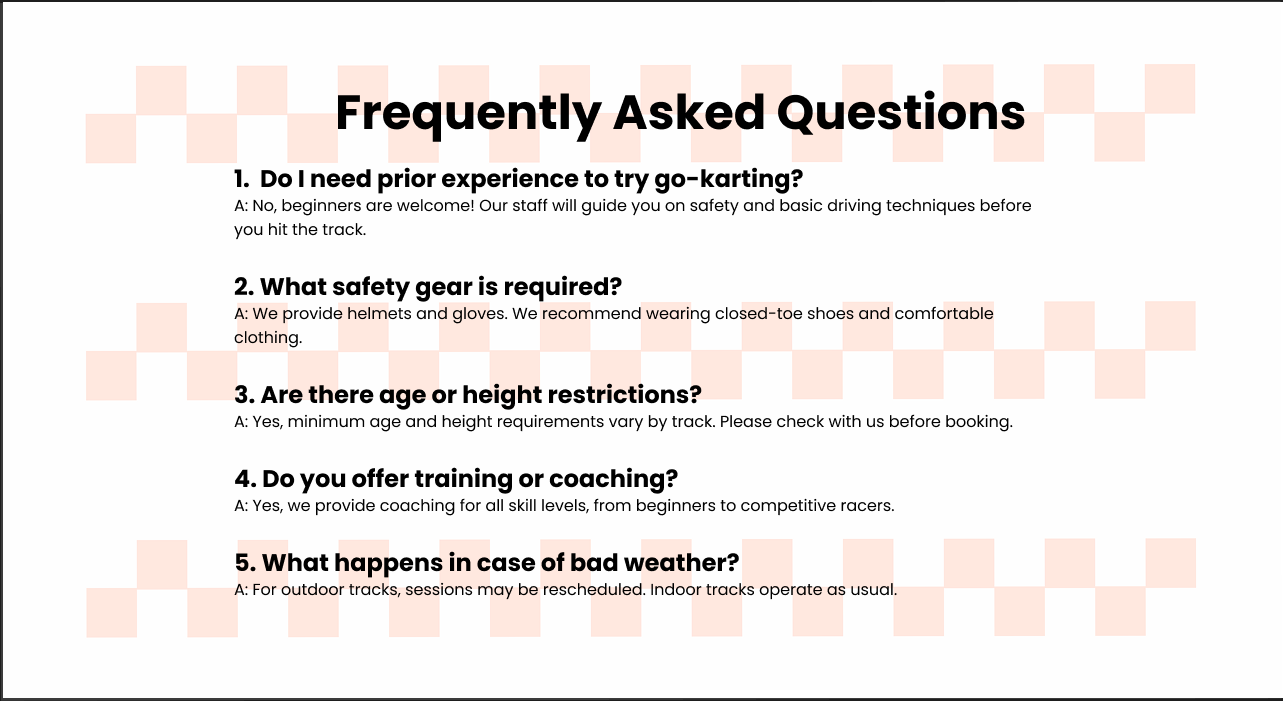 Frequently Asked Questions
1. Do I need prior experience to try go-karting?
A: No, beginners are welcome! Our staff will guide you on safety and basic driving techniques before
you hit the track.
2. What safety gear is required?
A: We provide helmets and gloves. We recommend wearing closed-toe shoes and comfortable
clothing.
3. Are there age or height restrictions?
A: Yes, minimum age and height requirements vary by track. Please check with us before booking.
4. Do you offer training or coaching?
A: Yes, we provide coaching for all skill levels, from beginners to competitive racers.
5. What happens in case of bad weather?
A: For outdoor tracks, sessions may be rescheduled. Indoor tracks operate as usual.